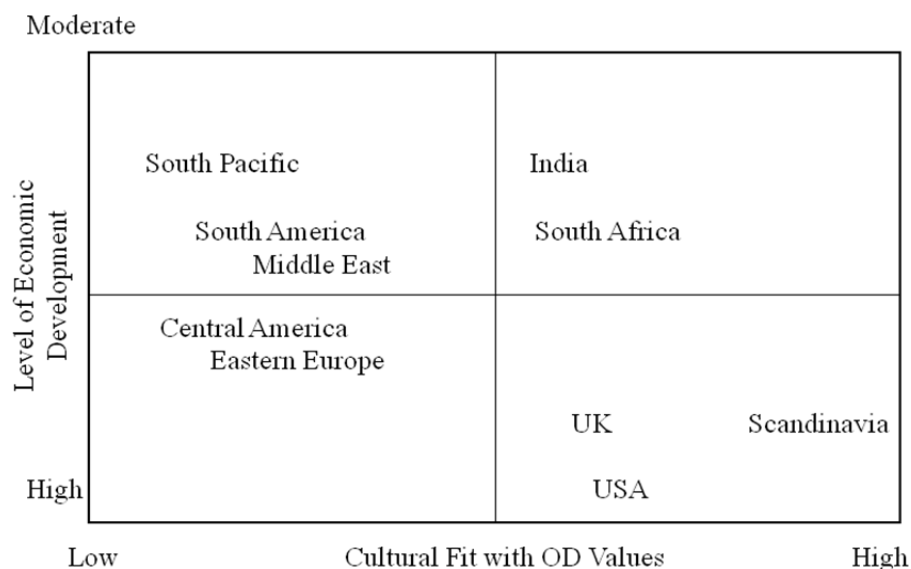 Moderate
South Pacific
India
South America
South Africa
Middle East
Level of Economic
Development
Central America
Eastern Europe
UK
Scandinavia
High
USA
Low
Cultural Fit with OD Values
High